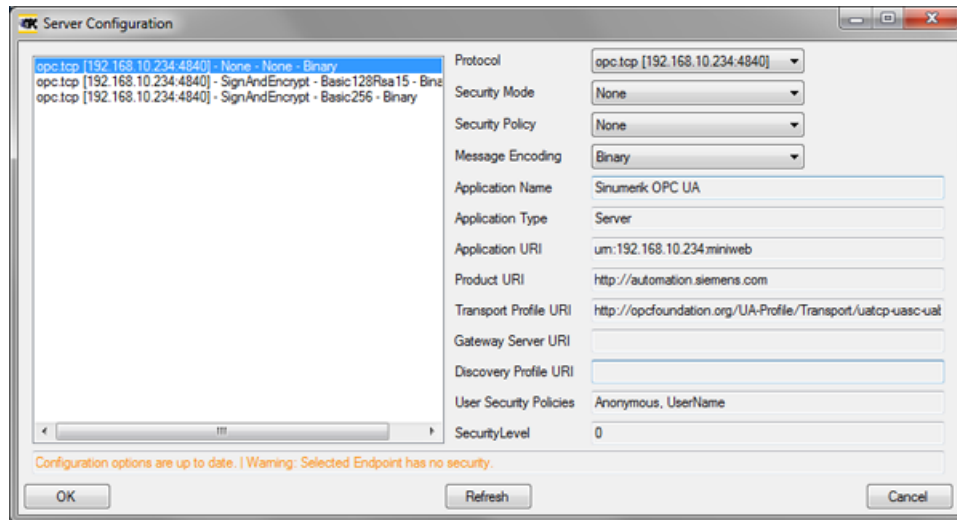 Server Configuration
opc.tcp [192.168.10.234:4840] - None - None - Binary
opc.tcp [192.168.10.234:4840] - SignAndEncrypt - Basic128Rsa15 - Bina
opc.tcp [192.168.10.234:4840] - SignAndEncrypt - Basic256 - Binary
Protocol opc.tcp [192.168.10.234:4840]
Security Mode None
Security Policy None
Message Encoding Binary
Application Name Sinumerik OPC UA
Application Type Server
Application URI urn:192.168.10.234:miniweb
Product URI http://automation.siemens.com
Transport Profile URI http://opcfoundation.org/UA-Profile/Transport/uatcp-uasc-uab
Gateway Server URI
Discovery Profile URI
User Security Policies Anonymous, UserName
SecurityLevel 0
Configuration options are up to date. | Warning: Selected Endpoint has no security.
OK Refresh Cancel